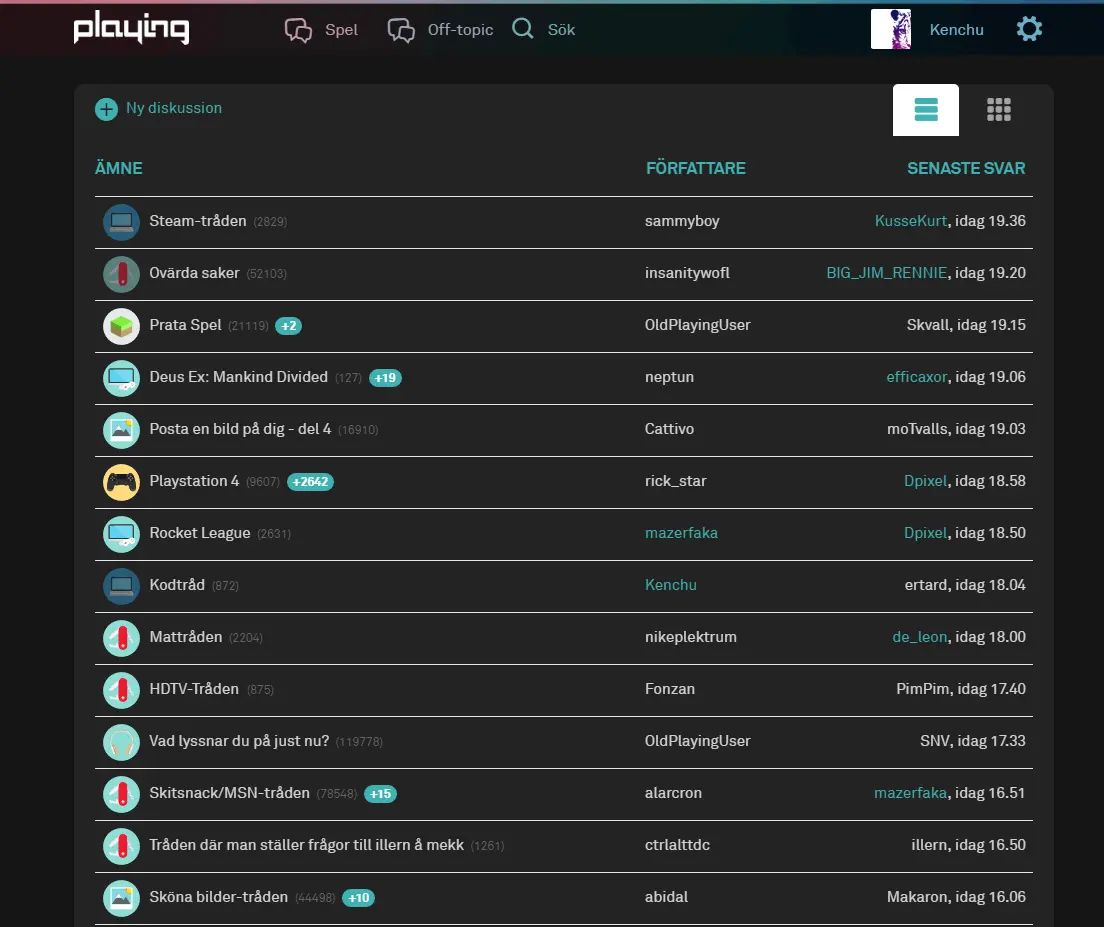 playing Spel Off-topic Sök Kenchu
Ny diskussion
ÄMNE FÖRFATTARE SENASTE SVAR
Steam-tråden (2829) sammyboy KusseKurt, idag 19.36
Ovärda saker (52103) insanitywofl BIG_JIM_RENNIE, idag 19.20
Prata Spel (21119) +2 OldPlayingUser Skvall, idag 19.15
Deus Ex: Mankind Divided (127) +19 neptun efficaxor, idag 19.06
Posta en bild på dig - del 4 (16910) Cattivo moTvalls, idag 19.03
Playstation 4 (9607) +2642 rick_star Dpixel, idag 18.58
Rocket League (2631) mazerfaka Dpixel, idag 18.50
Kodtråd (872) Kenchu ertard, idag 18.04
Mattråden (2204) nikeplektrum de_leon, idag 18.00
HDTV-Tråden (875) Fonzan PimPim, idag 17.40
Vad lyssnar du på just nu? (119778) OldPlayingUser SNV, idag 17.33
Skitsnack/MSN-tråden (78548) +15 alarcron mazerfaka, idag 16.51
Tråden där man ställer frågor till illern å mekk (1261) ctrlalttdc illern, idag 16.50
Sköna bilder-tråden (44498) +10 abidal Makaron, idag 16.06